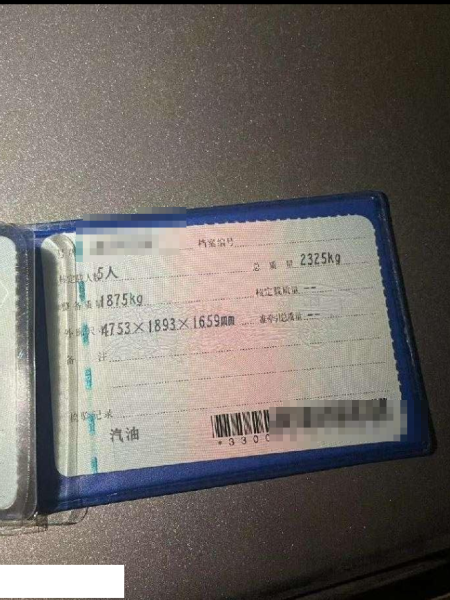 档案编号
核定载人数 5人 总质量 2325kg
整备质量 1875kg 核定载质量 --
外廓尺寸 4753×1893×1659mm 准牵引总质量 --
备注
检验记录
汽油
*3300